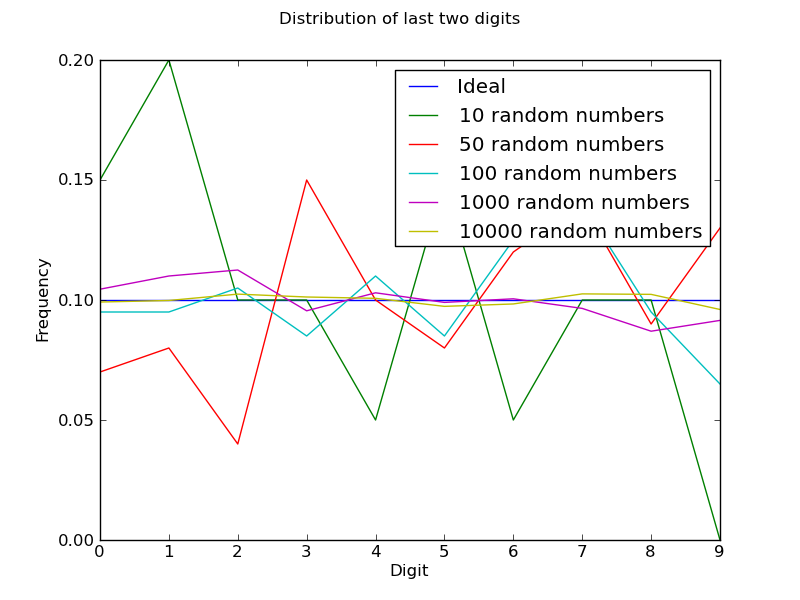 Distribution of last two digits
0.20
0.15
0.10
0.05
0.00
Frequency
Ideal
10 random numbers
50 random numbers
100 random numbers
1000 random numbers
10000 random numbers
0 1 2 3 4 5 6 7 8 9
Digit